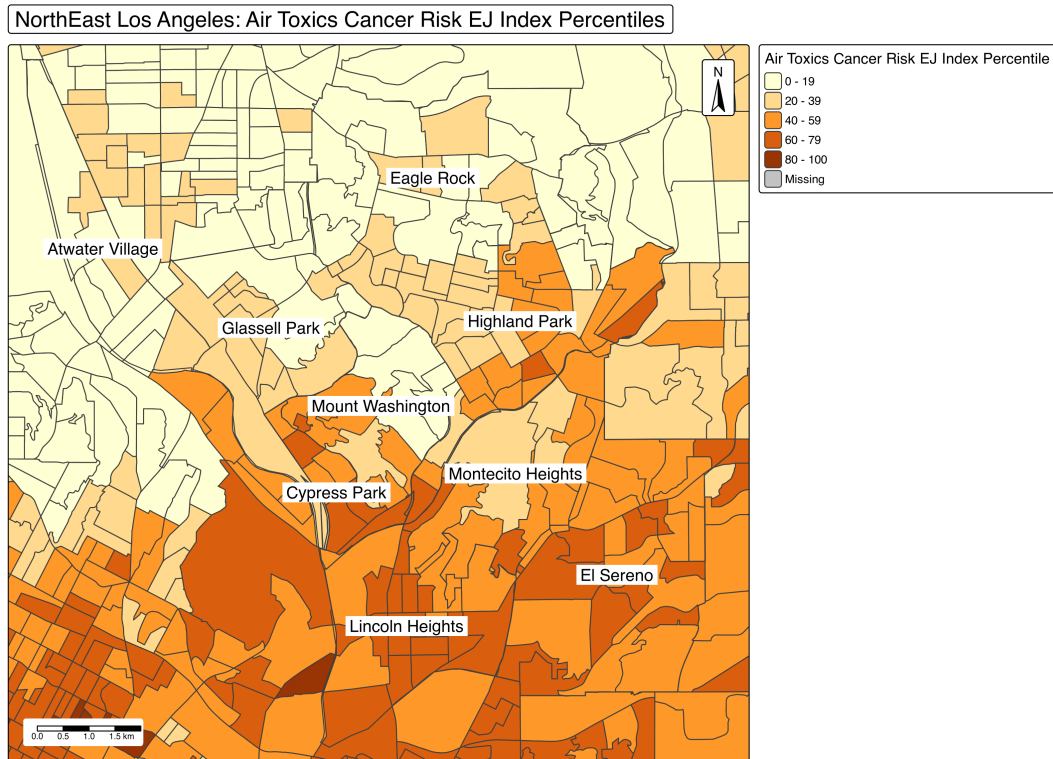 NorthEast Los Angeles: Air Toxics Cancer Risk EJ Index Percentiles
Air Toxics Cancer Risk EJ Index Percentile
0 - 19
20 - 39
40 - 59
60 - 79
80 - 100
Missing
N
Eagle Rock
Atwater Village
Glassell Park
Highland Park
Mount Washington
Montecito Heights
Cypress Park
El Sereno
Lincoln Heights
0.0 0.5 1.0 1.5 km